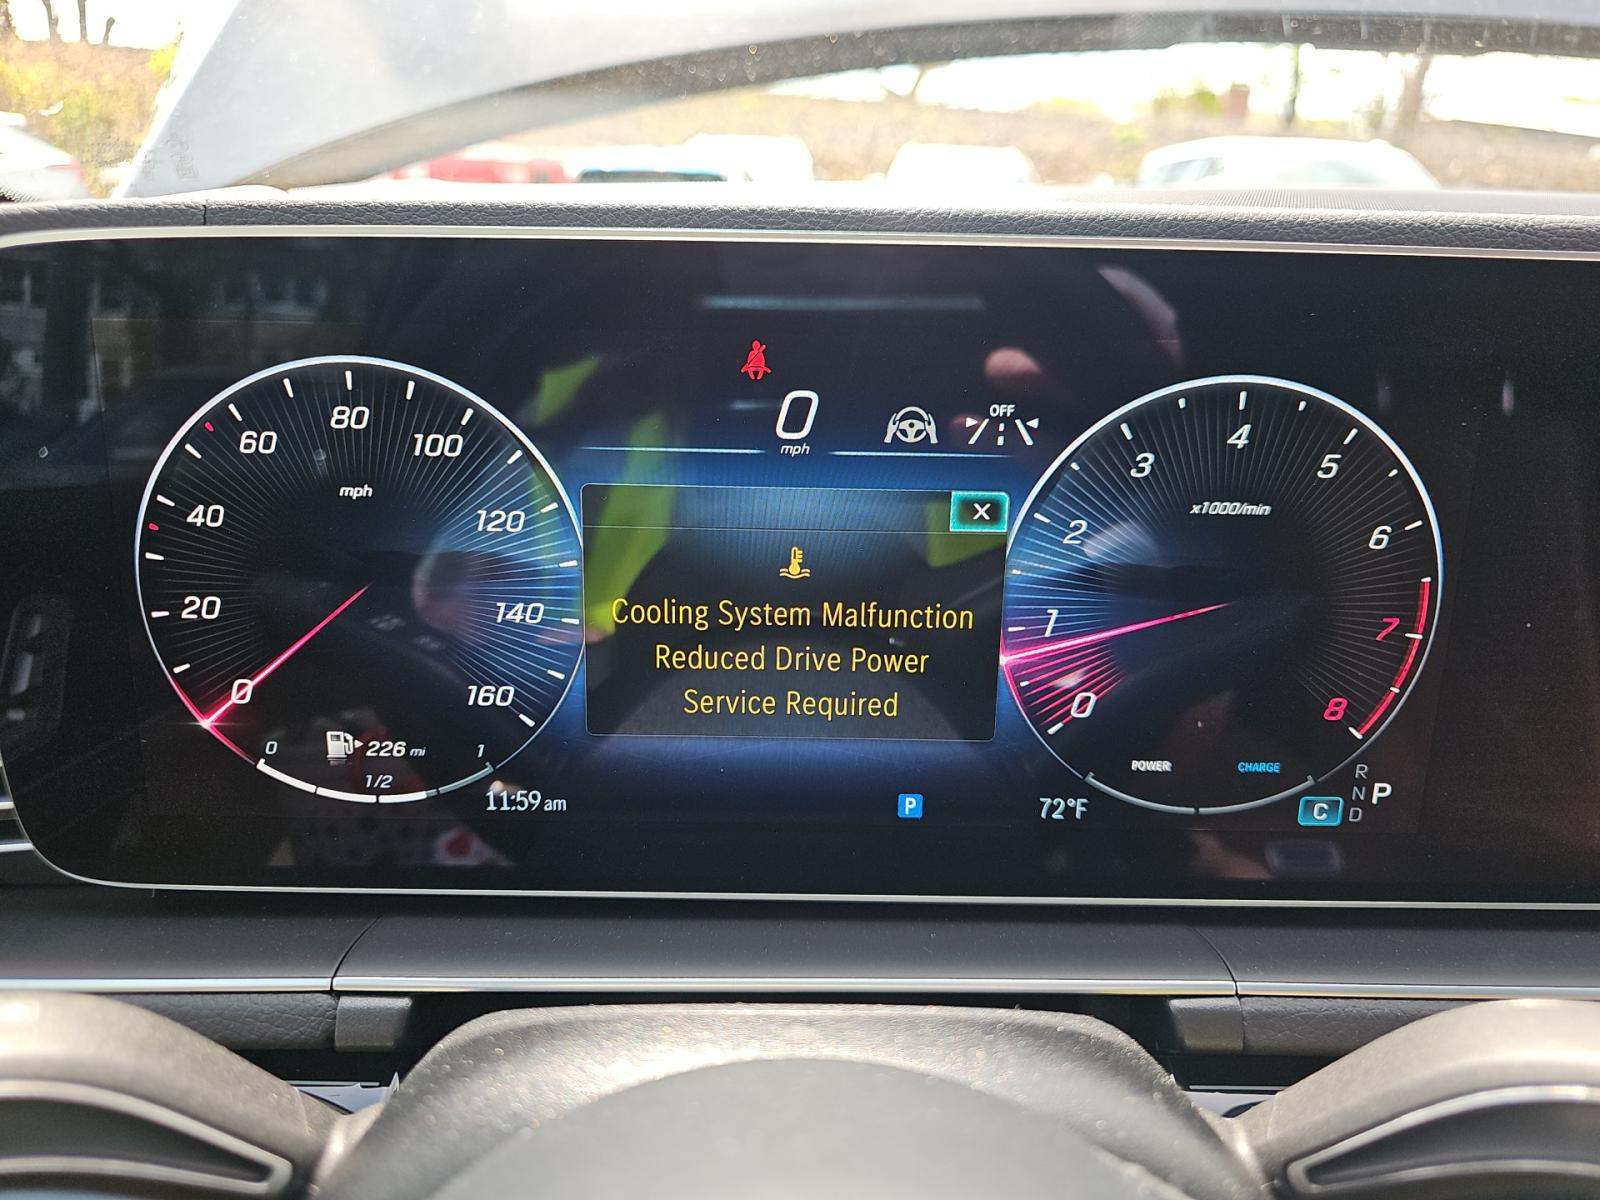 0 mph
OFF
80
60
100
mph
40
120
20
140
0
160
0
226 mi
1
1/2
11:59 am
X
Cooling System Malfunction
Reduced Drive Power
Service Required
P
4
3
5
x1000/min
2
6
1
7
0
8
POWER
CHARGE
72°F
C
R
N
D
P